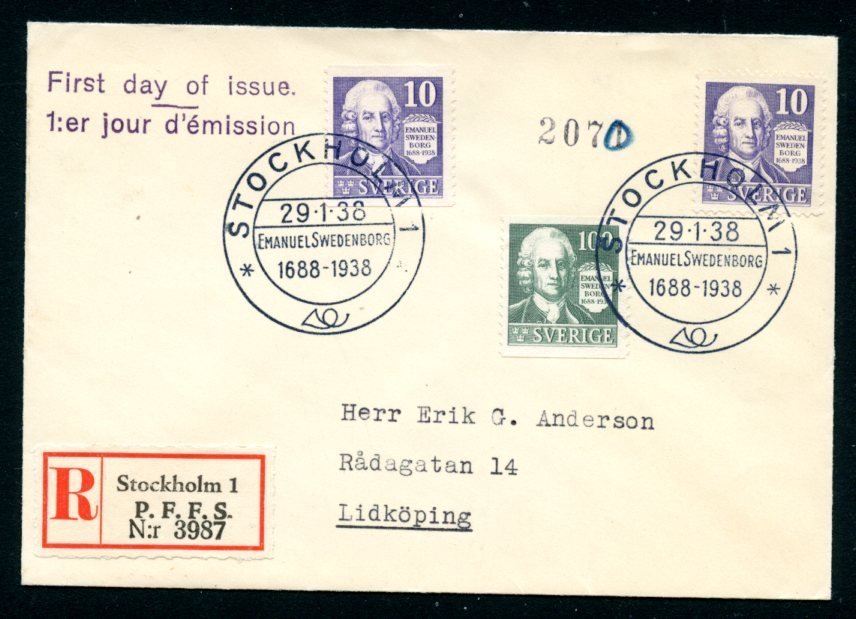 First day of issue.
1:er jour d'émission
10
EMANUEL
SWEDEN
BORG
1688-1938
SVERIGE
2071
10
EMANUEL
SWEDEN
BORG
1688-1938
SVERIGE
STOCKHOLM 1
29·1·38
EMANUEL SWEDENBORG
1688-1938
100
EMANUEL
SWEDEN
BORG
1688-1938
SVERIGE
STOCKHOLM 1
29·1·38
EMANUEL SWEDENBORG
1688-1938
Herr Erik G. Anderson
Rådagatan 14
Lidköping
R
Stockholm 1
P. F. F. S.
N:r 3987